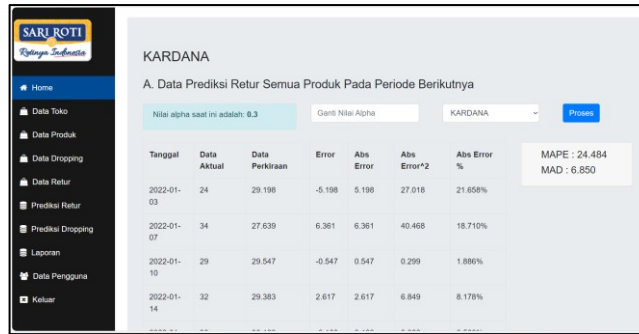 SARI ROTI
Rotinya Indonesia
Home
Data Toko
Data Produk
Data Dropping
Data Retur
Prediksi Retur
Prediksi Dropping
Laporan
Data Pengguna
Keluar
KARDANA
A. Data Prediksi Retur Semua Produk Pada Periode Berikutnya
Nilai alpha saat ini adalah: 0.3 Ganti Nilai Alpha KARDANA Proses
Tanggal Data Aktual Data Perkiraan Error Abs Error Abs Error^2 Abs Error %
2022-01-03 24 29.198 -5.198 5.198 27.018 21.658%
2022-01-07 34 27.639 6.361 6.361 40.468 18.710%
2022-01-10 29 29.547 -0.547 0.547 0.299 1.886%
2022-01-14 32 29.383 2.617 2.617 6.849 8.178%
MAPE : 24.484
MAD : 6.850